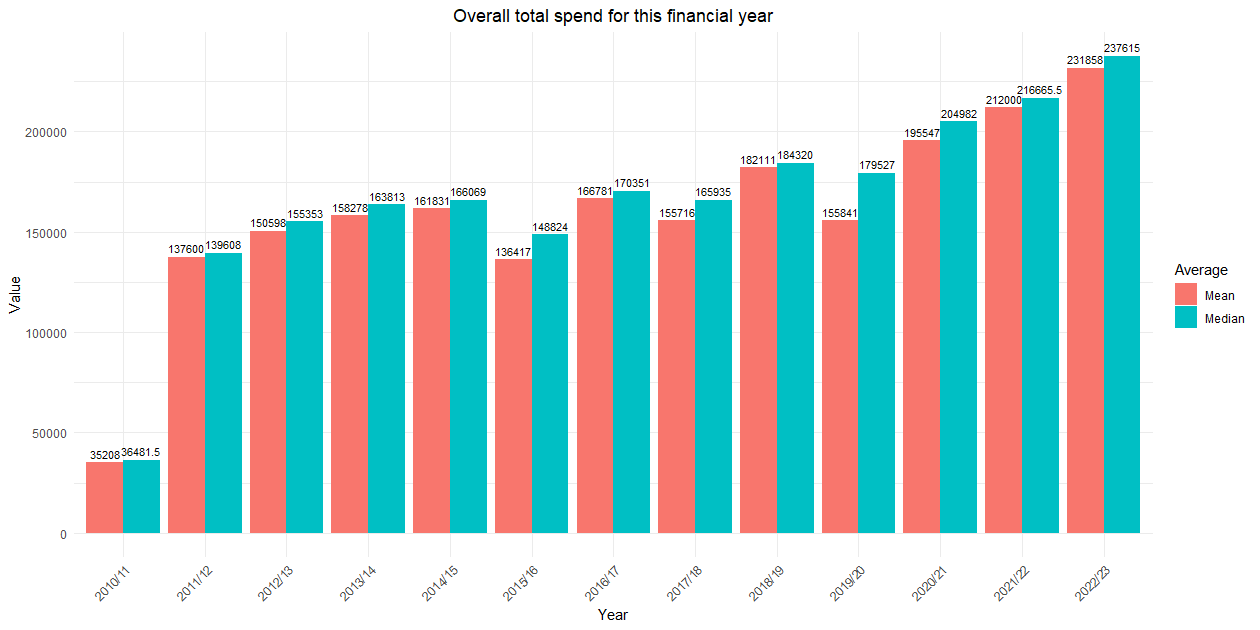 Overall total spend for this financial year
Value
200000
150000
100000
50000
0
35208 36481.5
137600 139608
150598 155353
158278 163813
161831 166069
136417 148824
166781 170351
155716 165935
182111 184320
155841 179527
195547 204982
212000 216665.5
231858 237615
2010/11 2011/12 2012/13 2013/14 2014/15 2015/16 2016/17 2017/18 2018/19 2019/20 2020/21 2021/22 2022/23
Year
Average
Mean
Median